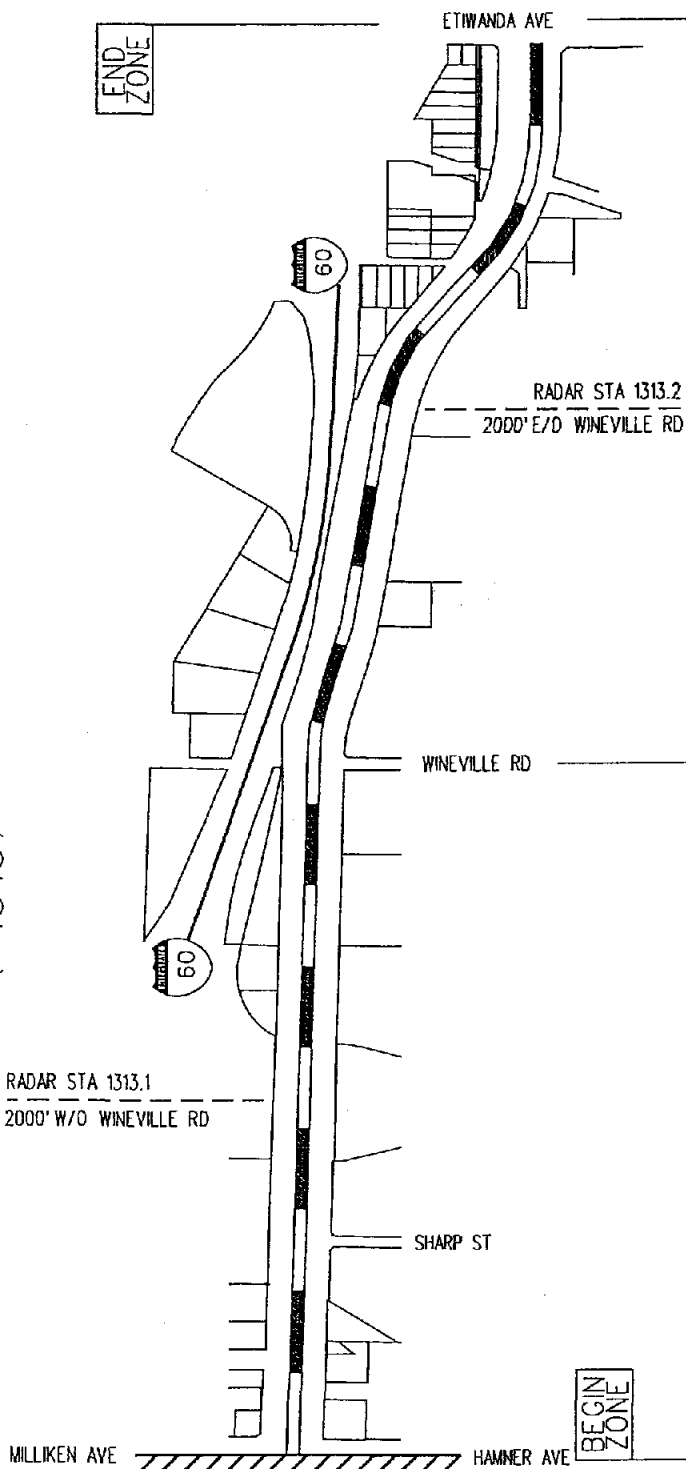 ETIWANDA AVE
END
ZONE
60
RADAR STA 1313.2
2000' E/O WINEVILLE RD
WINEVILLE RD
60
RADAR STA 1313.1
2000' W/O WINEVILLE RD
SHARP ST
BEGIN
ZONE
MILLIKEN AVE
HAMNER AVE